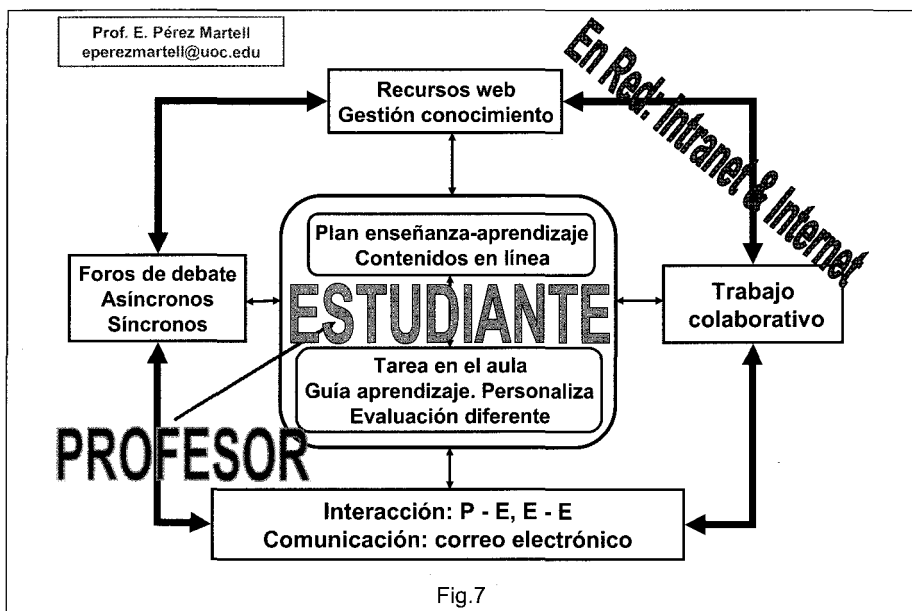 Prof. E. Pérez Martell
eperezmartell@uoc.edu
En Red: intranet & Internet
Recursos web
Gestión conocimiento
Plan enseñanza-aprendizaje
Contenidos en línea
Foros de debate
Asíncronos
Síncronos
ESTUDIANTE
Trabajo
colaborativo
Tarea en el aula
Guía aprendizaje. Personaliza
Evaluación diferente
PROFESOR
Interacción: P - E, E - E
Comunicación: correo electrónico
Fig.7